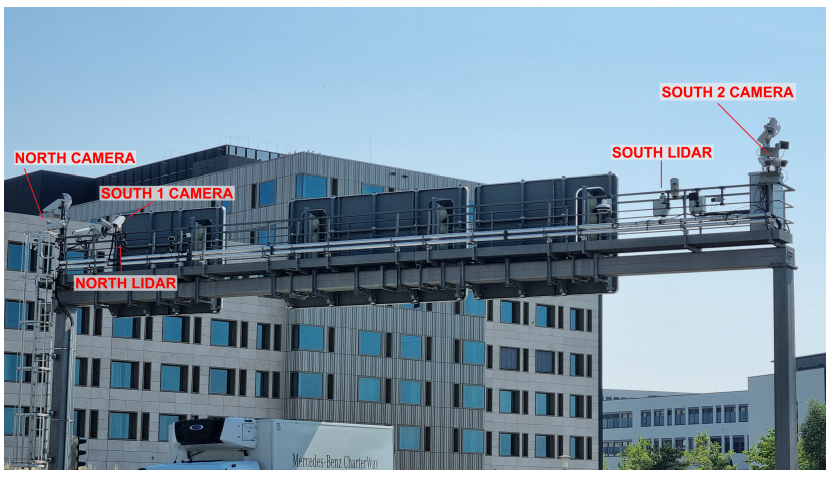 SOUTH 2 CAMERA
NORTH CAMERA
SOUTH LIDAR
SOUTH 1 CAMERA
NORTH LIDAR
Mercedes-Benz CharterWay